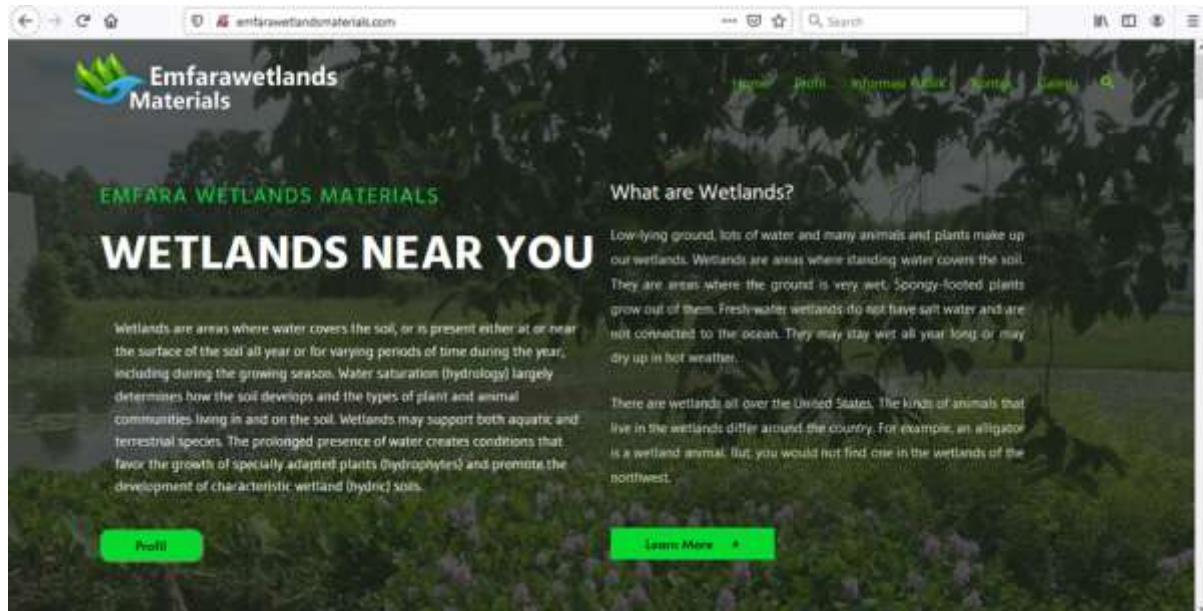 emfarawetlandsmaterials.com
Search
Emfarawetlands
Materials
Home Profil Informasi Publik Kontak Galeri
EMFARA WETLANDS MATERIALS
WETLANDS NEAR YOU
Wetlands are areas where water covers the soil, or is present either at or near
the surface of the soil all year or for varying periods of time during the year,
including during the growing season. Water saturation (hydrology) largely
determines how the soil develops and the types of plant and animal
communities living in and on the soil. Wetlands may support both aquatic and
terrestrial species. The prolonged presence of water creates conditions that
favor the growth of specially adapted plants (hydrophytes) and promote the
development of characteristic wetland (hydric) soils.
Profil
What are Wetlands?
Low-lying ground, lots of water and many animals and plants make up
our wetlands. Wetlands are areas where standing water covers the soil.
They are areas where the ground is very wet. Spongy-footed plants
grow out of them. Fresh-water wetlands do not have salt water and are
not connected to the ocean. They may stay wet all year long or may
dry up in hot weather.
There are wetlands all over the United States. The kinds of animals that
live in the wetlands differ around the country. For example, an alligator
is a wetland animal. But, you would not find one in the wetlands of the
northwest.
Learn More